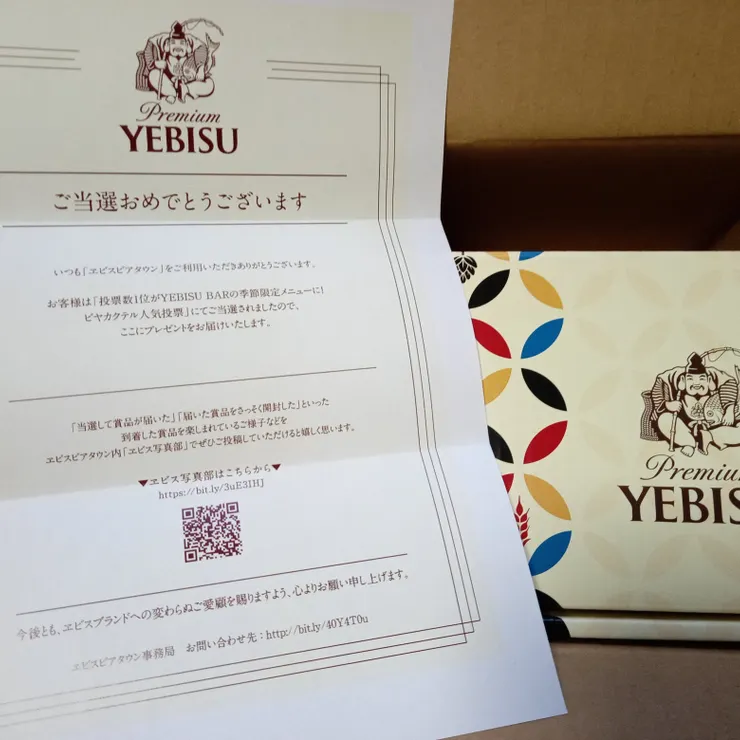 Premium
YEBISU
ご当選おめでとうございます
いつも「ヱビスビアタウン」をご利用いただきありがとうございます。
お客様は「投票数1位がYEBISU BARの季節限定メニューに!
ビヤカクテル人気投票」にてご当選されましたので、
ここにプレゼントをお届けいたします。
「当選して賞品が届いた」「届いた賞品をさっそく開封した」といった
到着した賞品を楽しまれているご様子などを
ヱビスビアタウン内「ヱビス写真部」でぜひご投稿していただけると嬉しく思います。
▼ヱビス写真部はこちらから▼
https://bit.ly/3uE3IHJ
今後とも、ヱビスブランドへの変わらぬご愛顧を賜りますよう、心よりお願い申し上げます。
ヱビスビアタウン事務局 お問い合わせ先：http://bit.ly/40Y4T0u
Premium
YEBIS